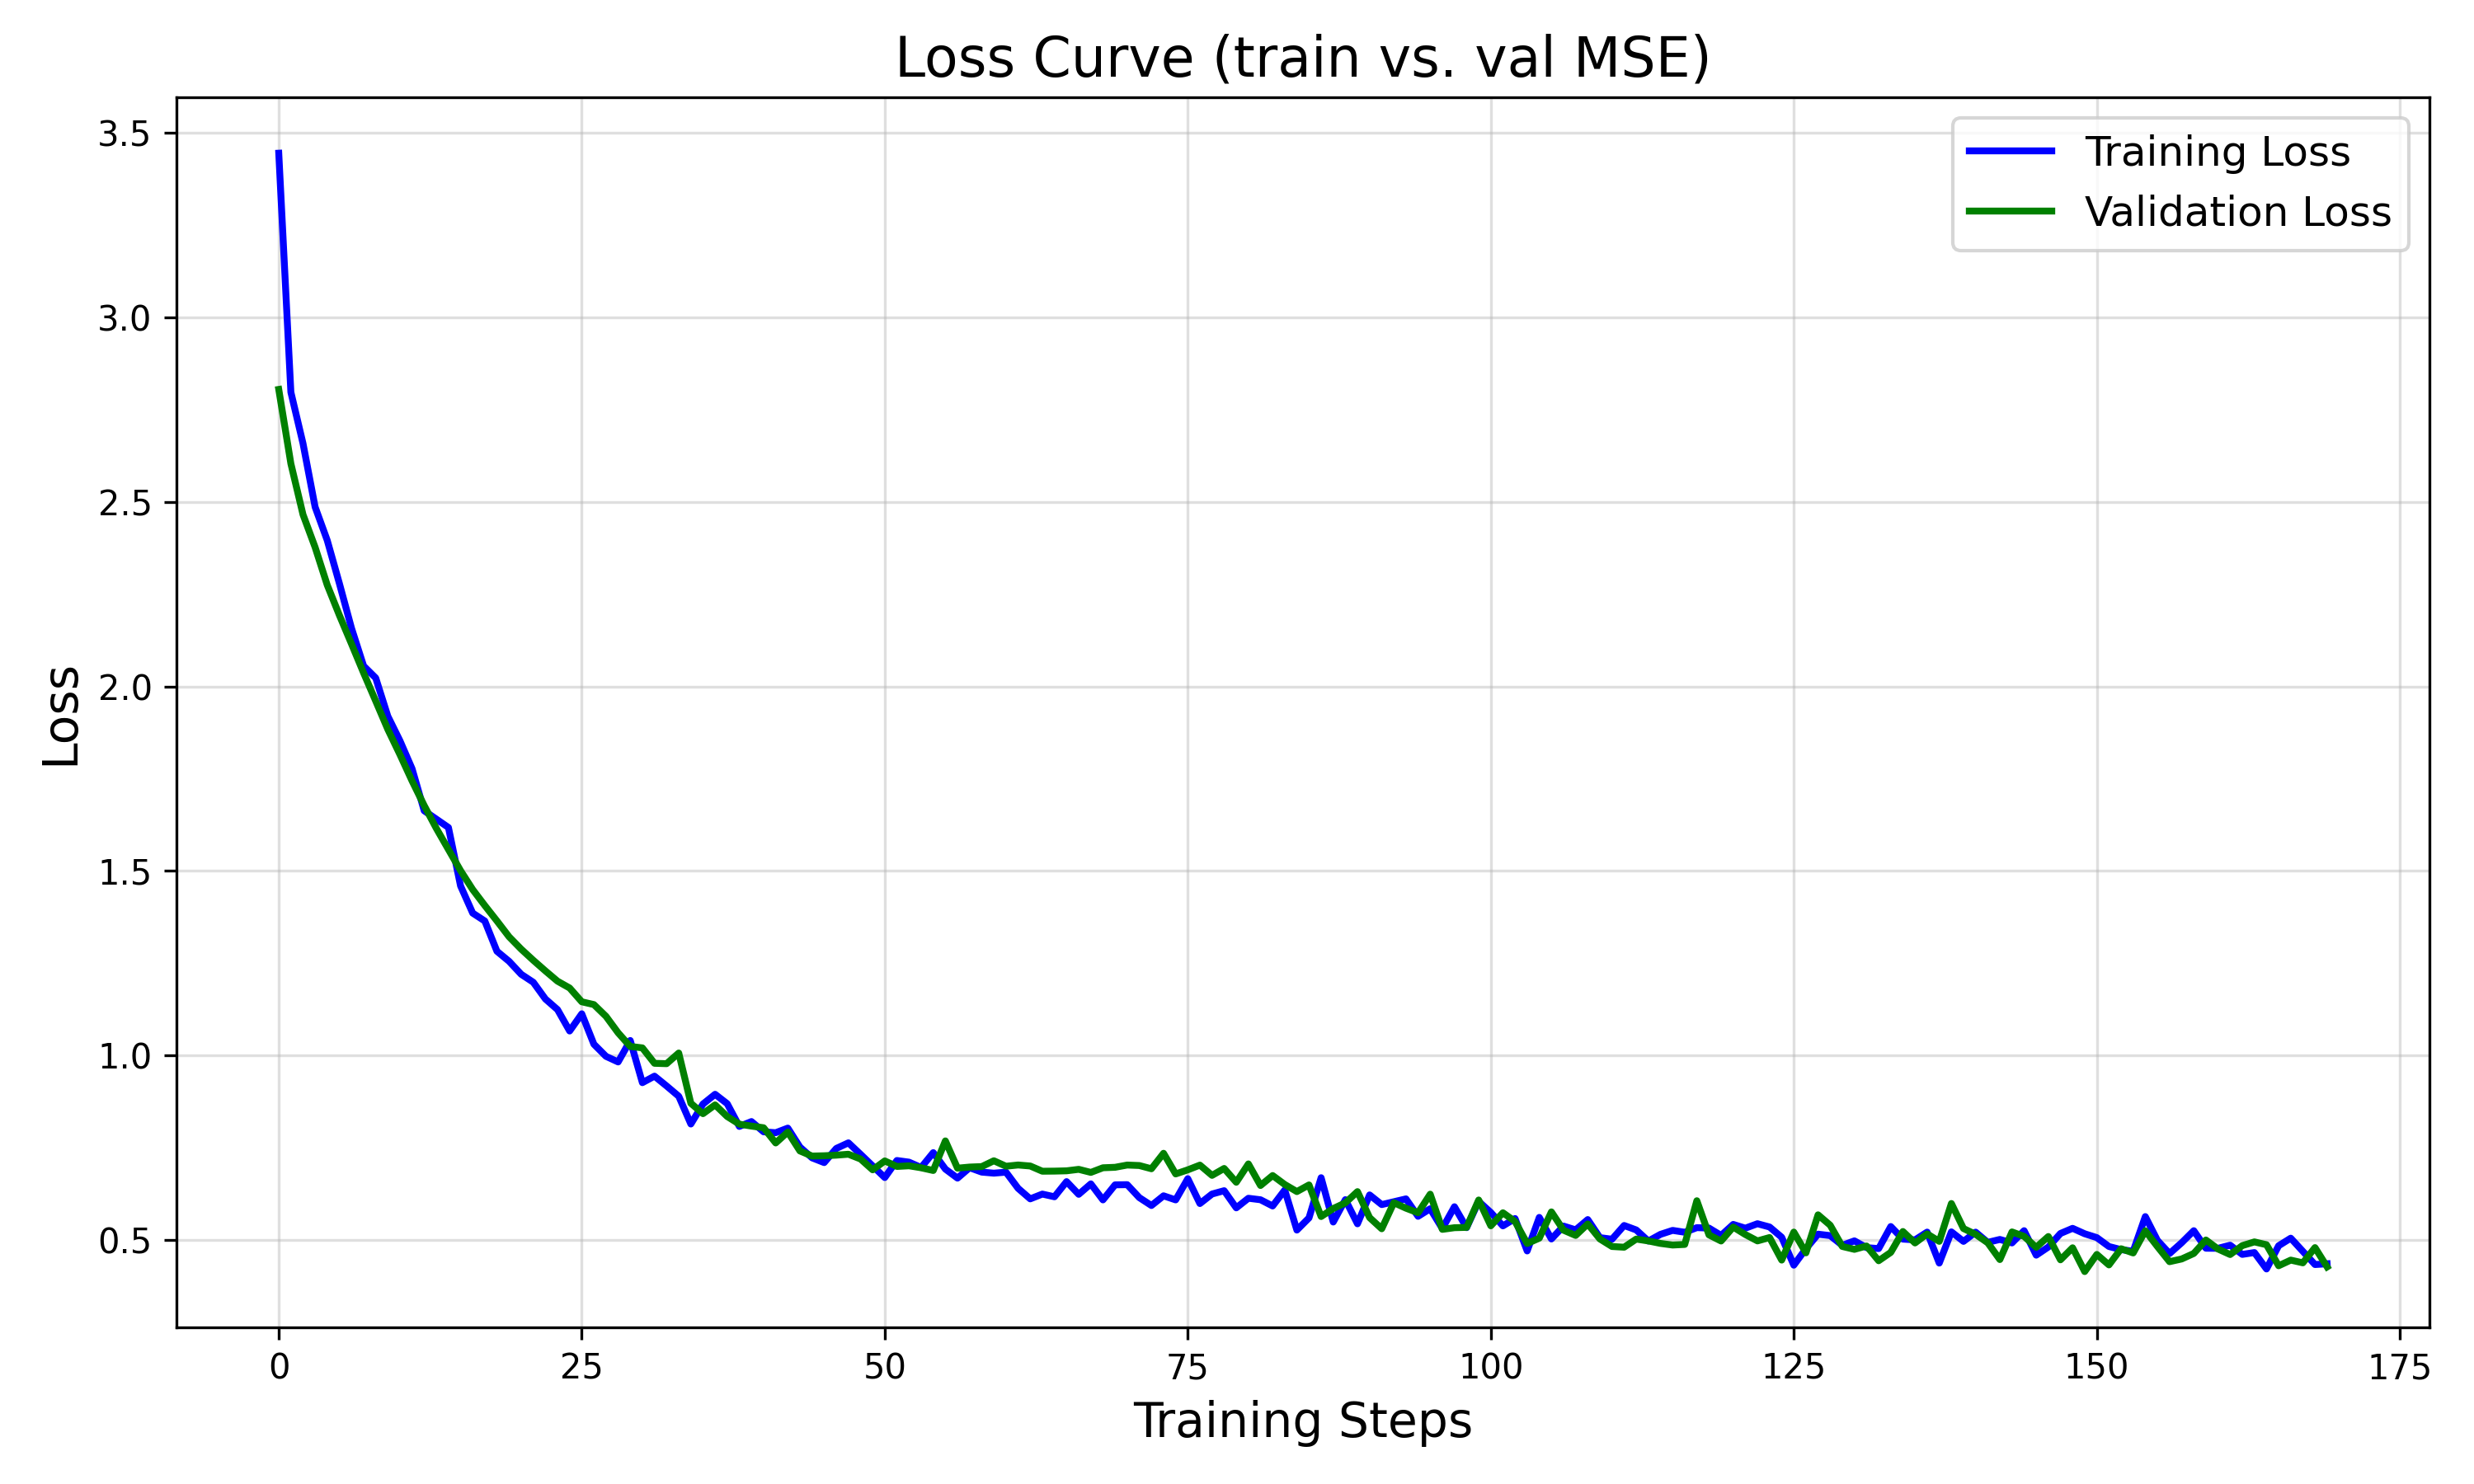 Loss Curve (train vs. val MSE)
Training Loss
Validation Loss
3.5
3.0
2.5
2.0
1.5
1.0
0.5
Loss
0 25 50 75 100 125 150 175
Training Steps